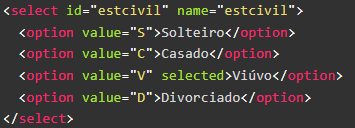 <select id="estcivil" name="estcivil">
  <option value="S">Solteiro</option>
  <option value="C">Casado</option>
  <option value="V" selected>Viúvo</option>
  <option value="D">Divorciado</option>
</select>